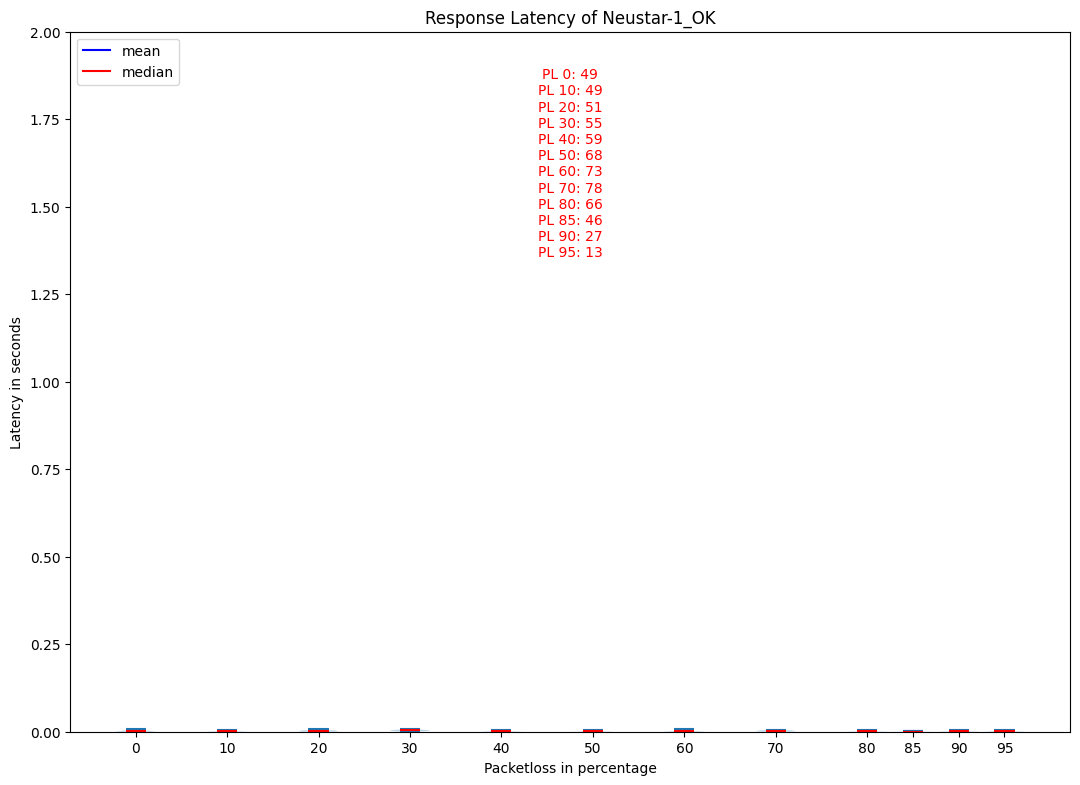 Response Latency of Neustar-1_OK
mean
median
PL 0: 49
PL 10: 49
PL 20: 51
PL 30: 55
PL 40: 59
PL 50: 68
PL 60: 73
PL 70: 78
PL 80: 66
PL 85: 46
PL 90: 27
PL 95: 13
Latency in seconds
2.00
1.75
1.50
1.25
1.00
0.75
0.50
0.25
0.00
0 10 20 30 40 50 60 70 80 85 90 95
Packetloss in percentage